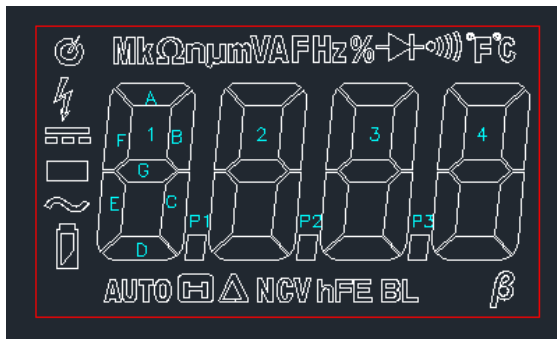 MkΩnµmVAFHz% °F°C
A
F 1 B 2 3 4
G
E C
P1 P2 P3
D
AUTO H NCV hFE BL β